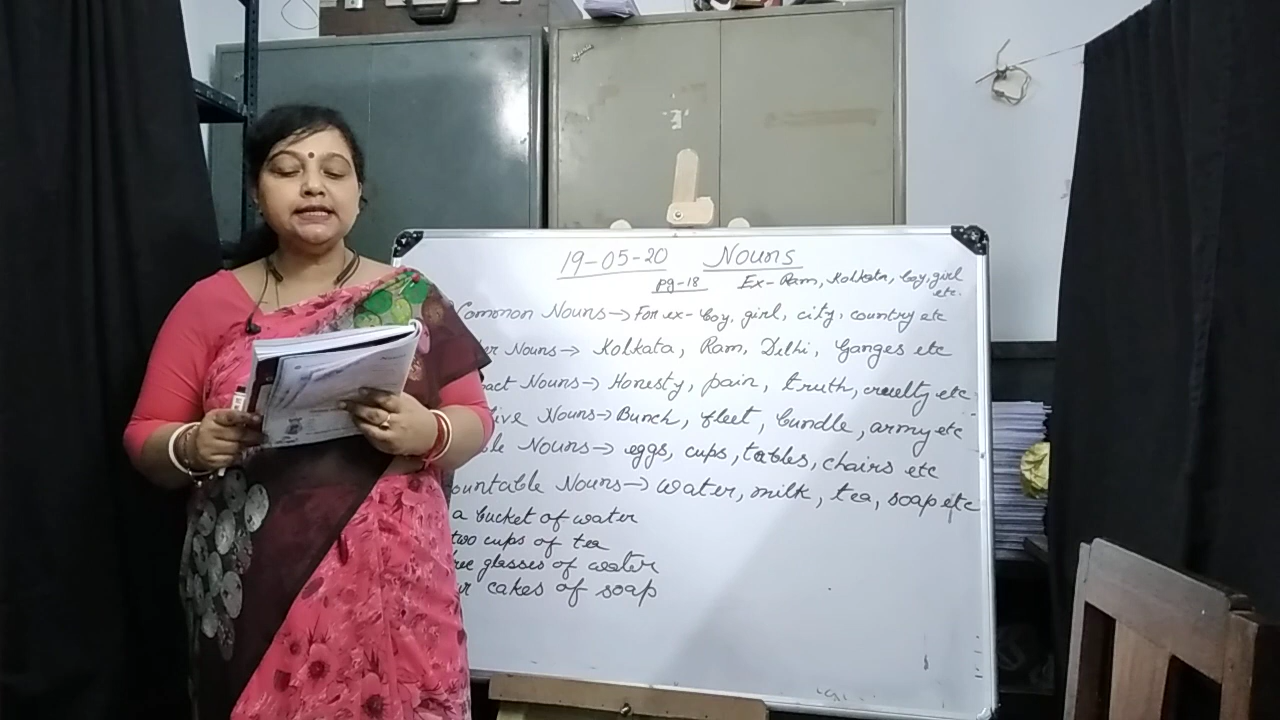 19-05-20 Nouns
pg-18 Ex- Ram, Kolkata, boy, girl
etc.
Common Nouns→ For ex- boy, girl, city, country etc
Nouns→ Kolkata, Ram, Delhi, Ganges etc
Nouns→ Honesty, pain, truth, cruelty etc
Nouns→ Bunch, fleet, bundle, army etc
Nouns→ eggs, cups, tables, chairs etc
ountable Nouns→ water, milk, tea, soap etc
a bucket of water
two cups of tea
glasses of water
cakes of soap